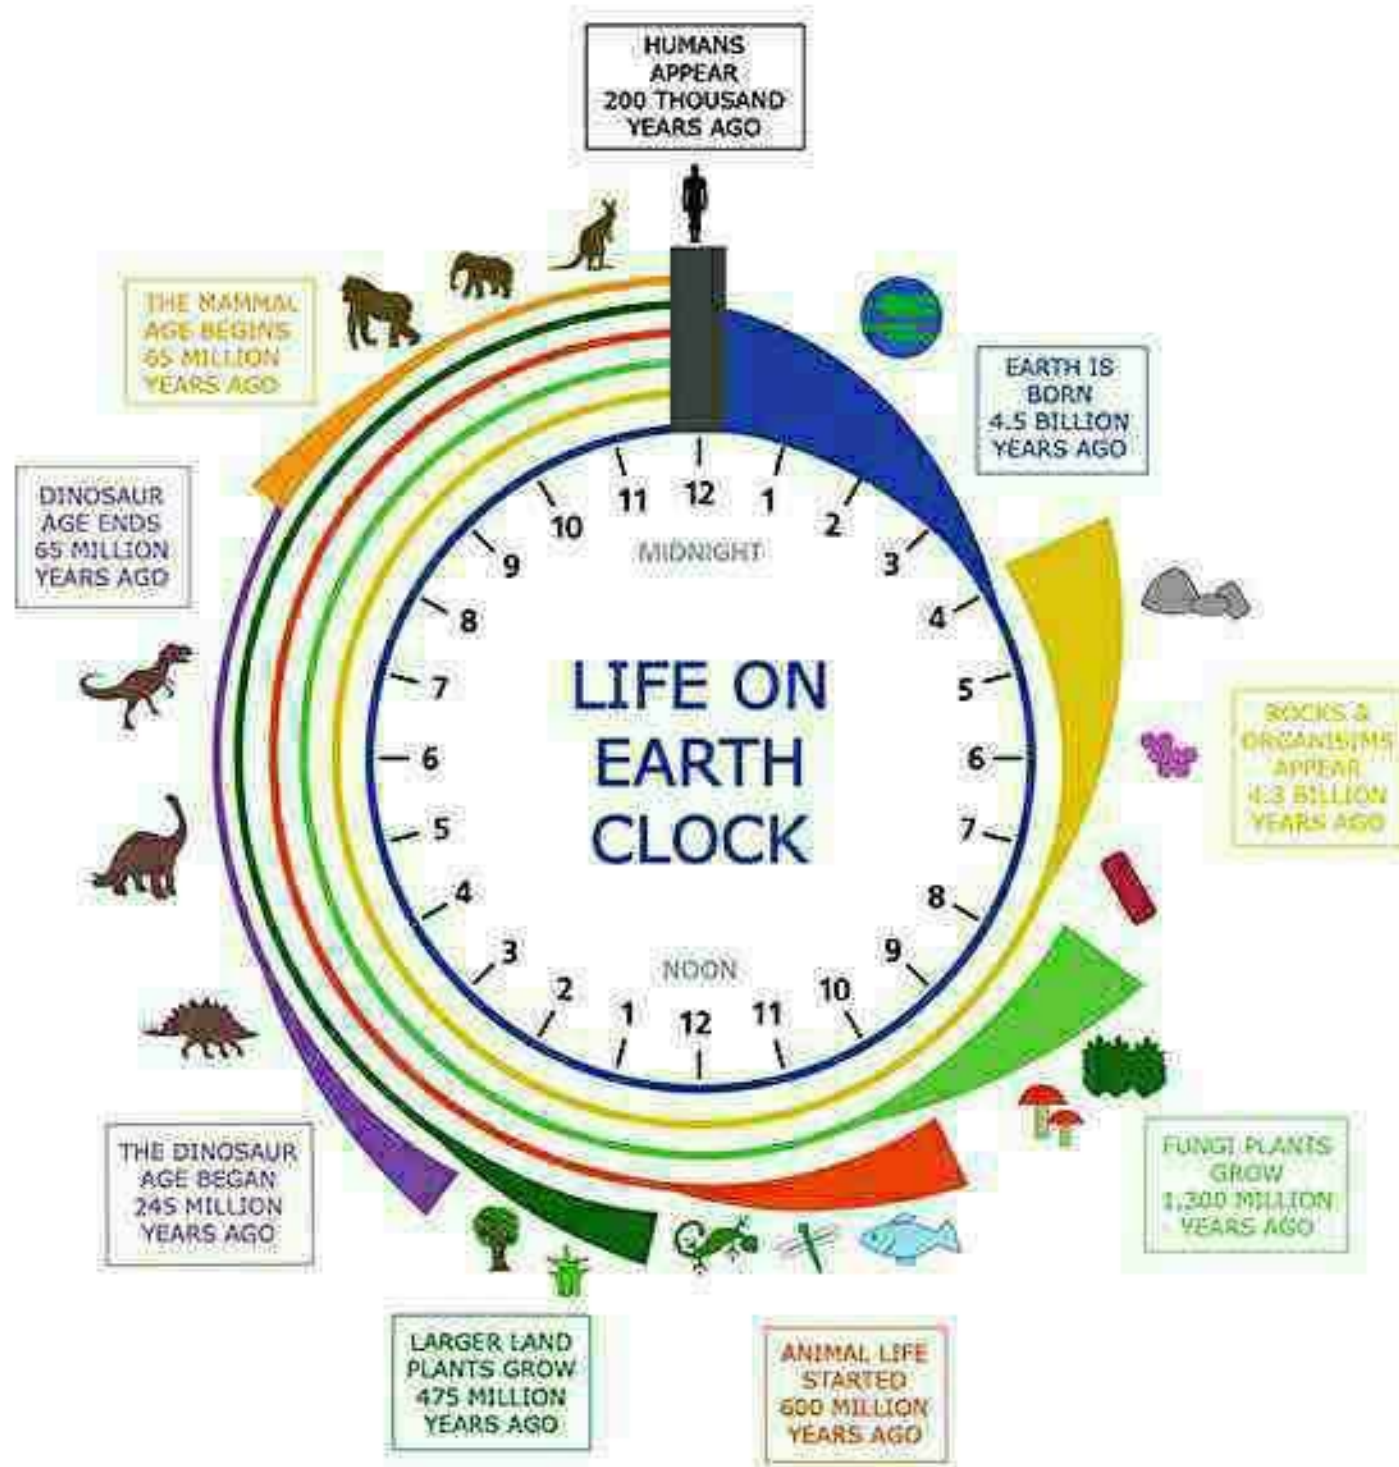 HUMANS
APPEAR
200 THOUSAND
YEARS AGO
EARTH IS
BORN
4.5 BILLION
YEARS AGO
ROCKS &
ORGANISIMS
APPEAR
4.3 BILLION
YEARS AGO
FUNGI PLANTS
GROW
1,300 MILLION
YEARS AGO
ANIMAL LIFE
STARTED
600 MILLION
YEARS AGO
LARGER LAND
PLANTS GROW
475 MILLION
YEARS AGO
THE DINOSAUR
AGE BEGAN
245 MILLION
YEARS AGO
DINOSAUR
AGE ENDS
65 MILLION
YEARS AGO
THE MAMMAL
AGE BEGINS
65 MILLION
YEARS AGO
12
1
2
3
4
5
6
7
8
9
10
11
12
1
2
3
4
5
6
7
8
9
10
11
MIDNIGHT
LIFE ON
EARTH
CLOCK
NOON